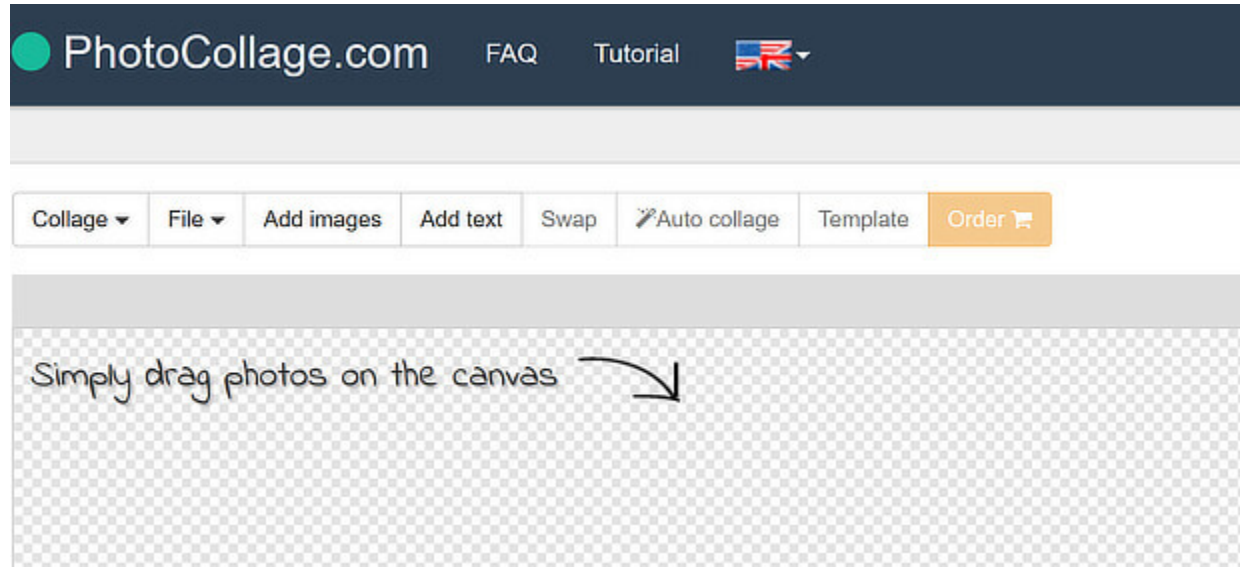 PhotoCollage.com FAQ Tutorial
Collage File Add images Add text Swap Auto collage Template Order
Simply drag photos on the canvas